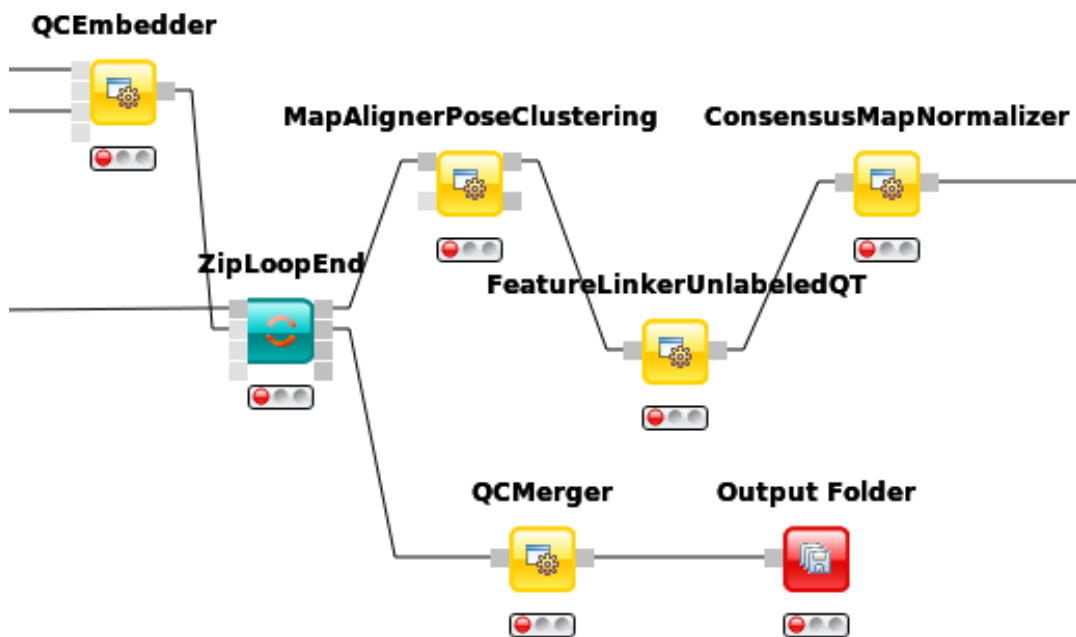 QCEmbedder
MapAlignerPoseClustering
ConsensusMapNormalizer
ZipLoopEnd
FeatureLinkerUnlabeledQT
QCMerger
Output Folder